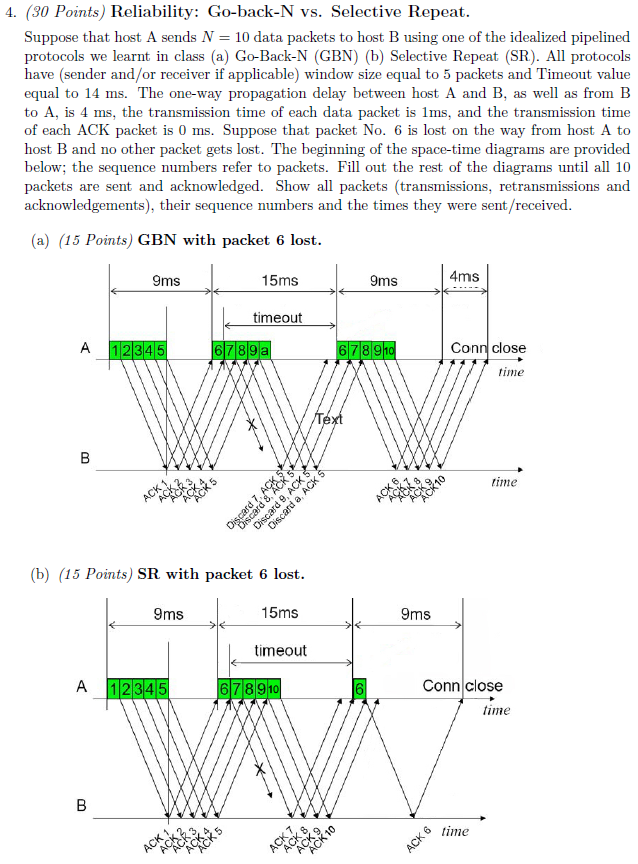 4. (30 Points) Reliability: Go-back-N vs. Selective Repeat.
Suppose that host A sends N = 10 data packets to host B using one of the idealized pipelined
protocols we learnt in class (a) Go-Back-N (GBN) (b) Selective Repeat (SR). All protocols
have (sender and/or receiver if applicable) window size equal to 5 packets and Timeout value
equal to 14 ms. The one-way propagation delay between host A and B, as well as from B
to A, is 4 ms, the transmission time of each data packet is 1ms, and the transmission time
of each ACK packet is 0 ms. Suppose that packet No. 6 is lost on the way from host A to
host B and no other packet gets lost. The beginning of the space-time diagrams are provided
below; the sequence numbers refer to packets. Fill out the rest of the diagrams until all 10
packets are sent and acknowledged. Show all packets (transmissions, retransmissions and
acknowledgements), their sequence numbers and the times they were sent/received.
(a) (15 Points) GBN with packet 6 lost.
9ms 15ms 9ms 4ms
timeout
A 1 2 3 4 5 6 7 8 9 a 6 7 8 9 10 Conn close
time
Text
B
time
ACK 1 ACK 2 ACK 3 ACK 4 ACK 5 Discard 7, ACK 5 Discard 8, ACK 5 Discard 9, ACK 5 Discard a, ACK 5 ACK 6 ACK 7 ACK 8 ACK 9 ACK10
(b) (15 Points) SR with packet 6 lost.
9ms 15ms 9ms
timeout
A 1 2 3 4 5 6 7 8 9 10 6 Conn close
time
B
time
ACK 1 ACK 2 ACK 3 ACK 4 ACK 5 ACK 7 ACK 8 ACK 9 ACK10 ACK 6